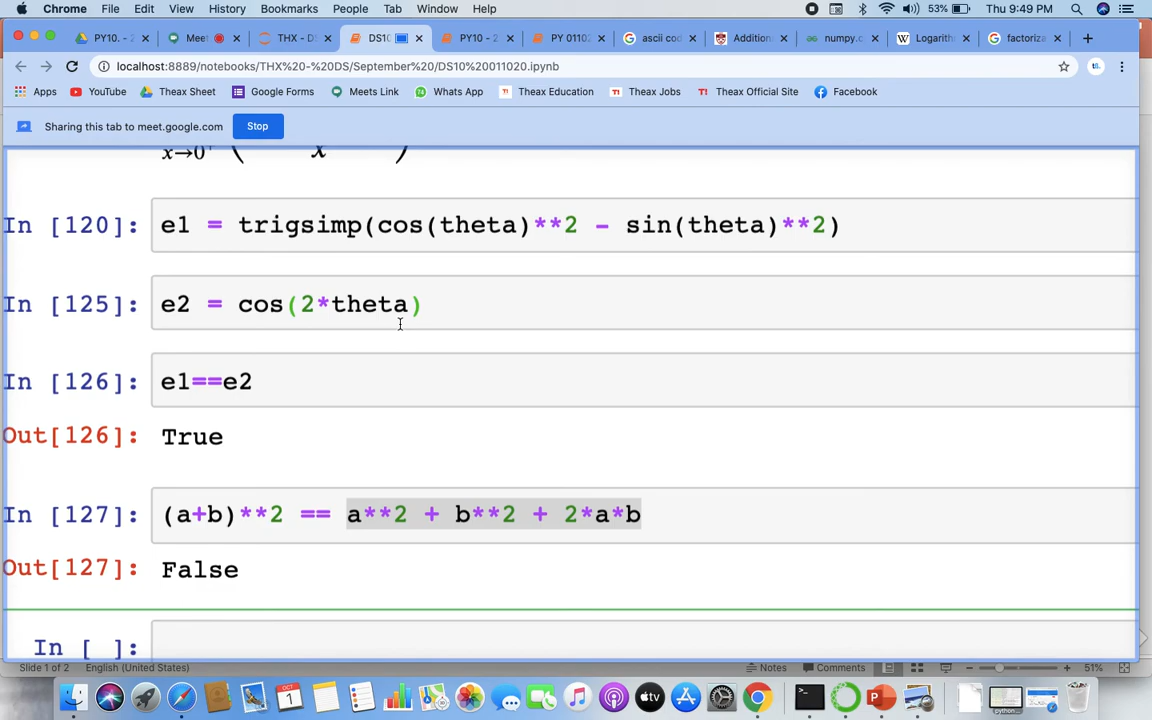 Chrome File Edit View History Bookmarks People Tab Window Help 53% Thu 9:49 PM
PY10. - 2 Meet THX - DS DS10 PY10 - 2 PY 0110 ascii cod Addition numpy.c Logarith factoriza
localhost:8889/notebooks/THX%20-%20DS/September%20/DS10%20011020.ipynb
Apps YouTube Theax Sheet Google Forms Meets Link Whats App Theax Education Theax Jobs Theax Official Site Facebook
Sharing this tab to meet.google.com Stop
x→0+ ( x )
In [120]: e1 = trigsimp(cos(theta)**2 - sin(theta)**2)
In [125]: e2 = cos(2*theta)
In [126]: e1==e2
Out[126]: True
In [127]: (a+b)**2 == a**2 + b**2 + 2*a*b
Out[127]: False
In [ ]:
Slide 1 of 2 English (United States) Notes Comments 51%